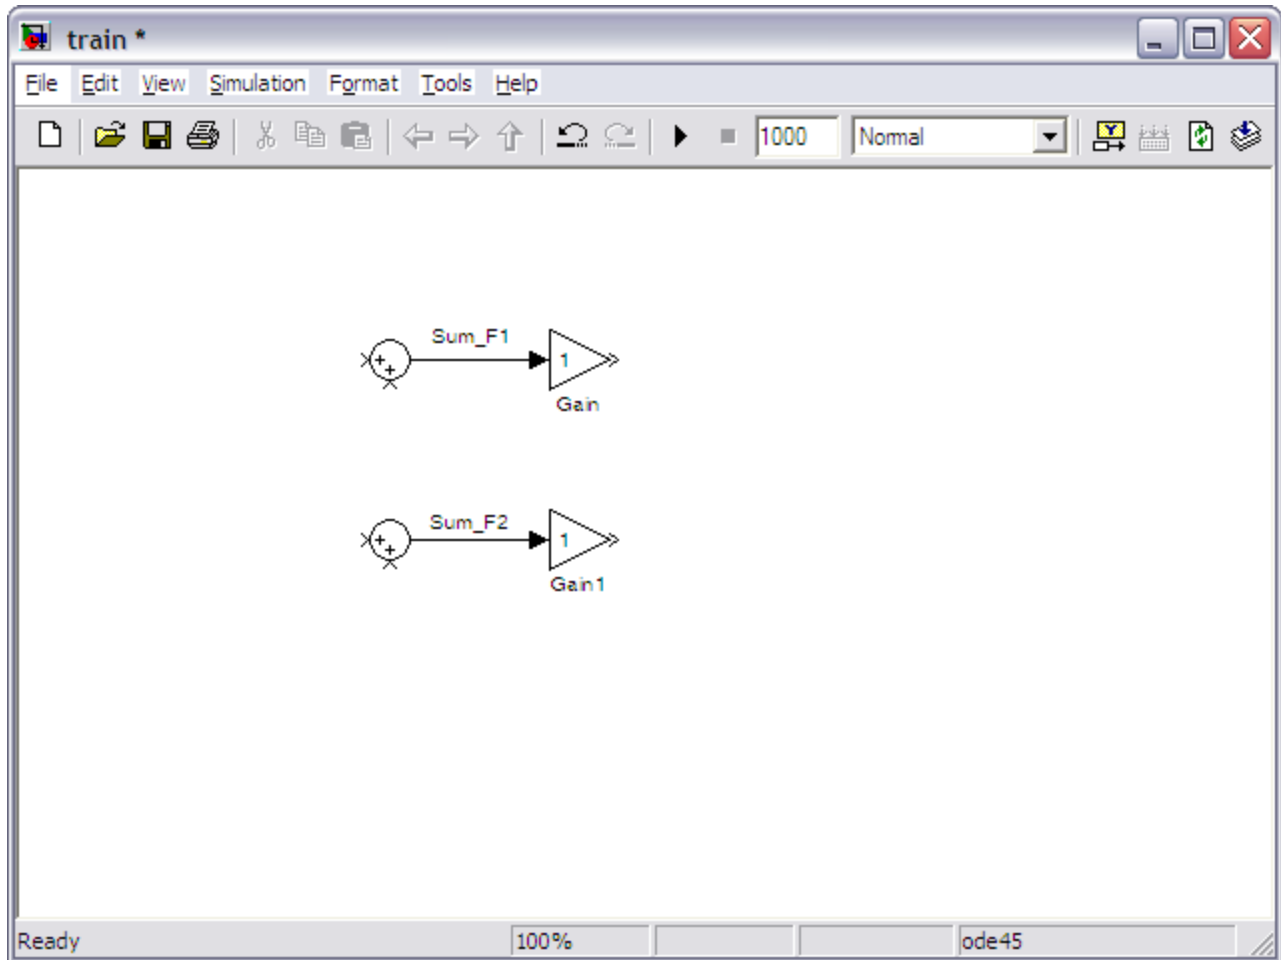 train *
File Edit View Simulation Format Tools Help
1000 Normal
Sum_F1
1
Gain
Sum_F2
1
Gain1
Ready 100% ode45